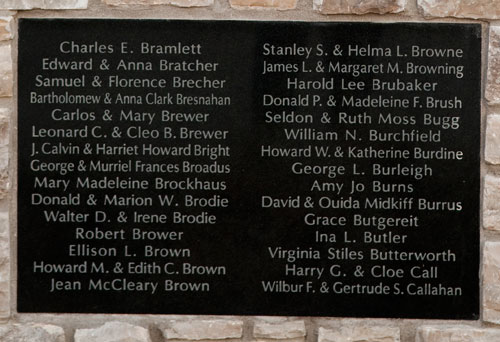 Charles E. Bramlett
Edward & Anna Bratcher
Samuel & Florence Brecher
Bartholomew & Anna Clark Bresnahan
Carlos & Mary Brewer
Leonard C. & Cleo B. Brewer
J. Calvin & Harriet Howard Bright
George & Murriel Frances Broadus
Mary Madeleine Brockhaus
Donald & Marion W. Brodie
Walter D. & Irene Brodie
Robert Brower
Ellison L. Brown
Howard M. & Edith C. Brown
Jean McCleary Brown
Stanley S. & Helma L. Browne
James L. & Margaret M. Browning
Harold Lee Brubaker
Donald P. & Madeleine F. Brush
Seldon & Ruth Moss Bugg
William N. Burchfield
Howard W. & Katherine Burdine
George L. Burleigh
Amy Jo Burns
David & Ouida Midkiff Burrus
Grace Butgereit
Ina L. Butler
Virginia Stiles Butterworth
Harry G. & Cloe Call
Wilbur F. & Gertrude S. Callahan